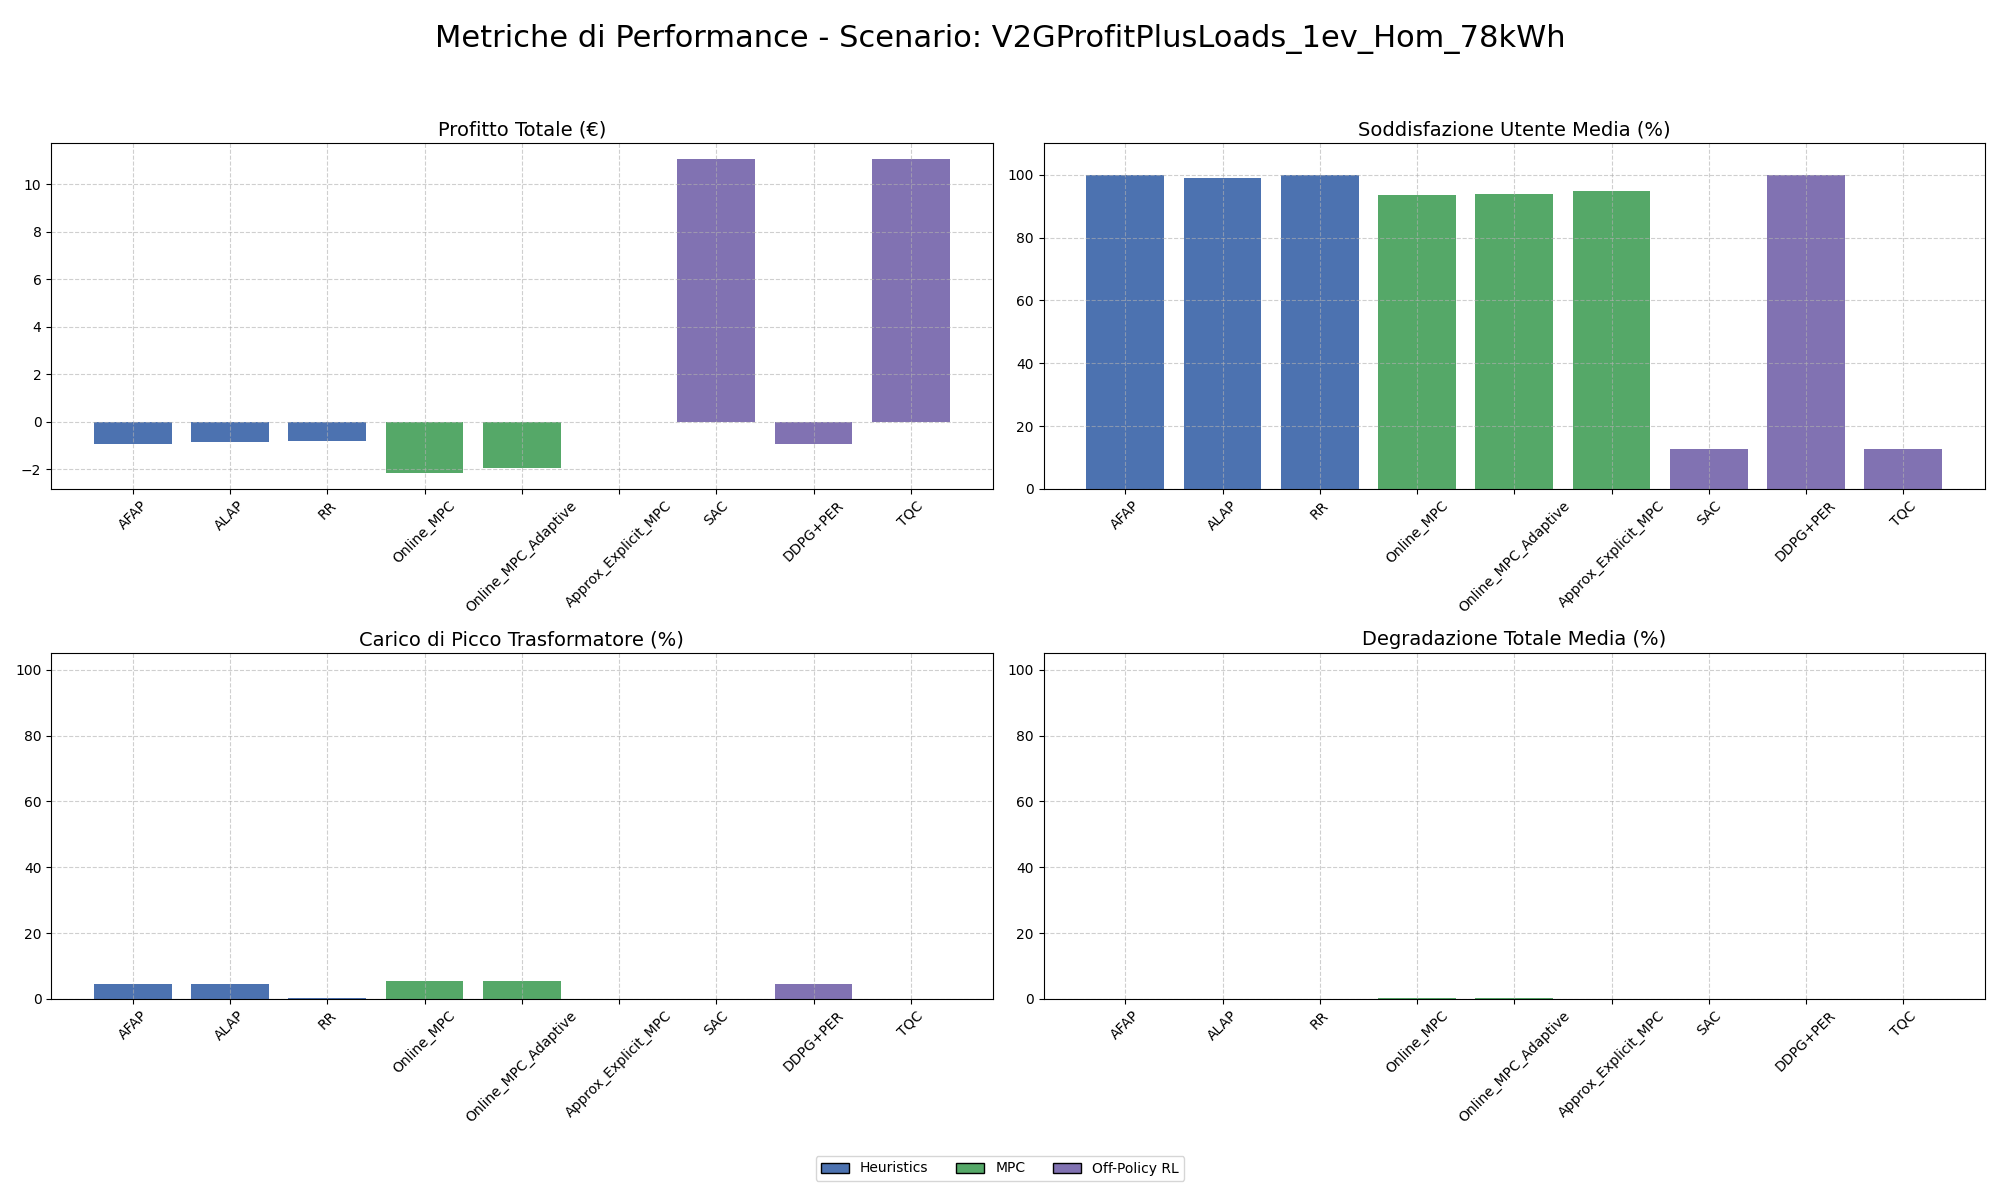 Metriche di Performance - Scenario: V2GProfitPlusLoads_1ev_Hom_78kWh
Profitto Totale (€)
10
8
6
4
2
0
−2
AFAP
ALAP
RR
Online_MPC
Online_MPC_Adaptive
Approx_Explicit_MPC
SAC
DDPG+PER
TQC
Soddisfazione Utente Media (%)
100
80
60
40
20
0
AFAP
ALAP
RR
Online_MPC
Online_MPC_Adaptive
Approx_Explicit_MPC
SAC
DDPG+PER
TQC
Carico di Picco Trasformatore (%)
100
80
60
40
20
0
AFAP
ALAP
RR
Online_MPC
Online_MPC_Adaptive
Approx_Explicit_MPC
SAC
DDPG+PER
TQC
Degradazione Totale Media (%)
100
80
60
40
20
0
AFAP
ALAP
RR
Online_MPC
Online_MPC_Adaptive
Approx_Explicit_MPC
SAC
DDPG+PER
TQC
Heuristics MPC Off-Policy RL